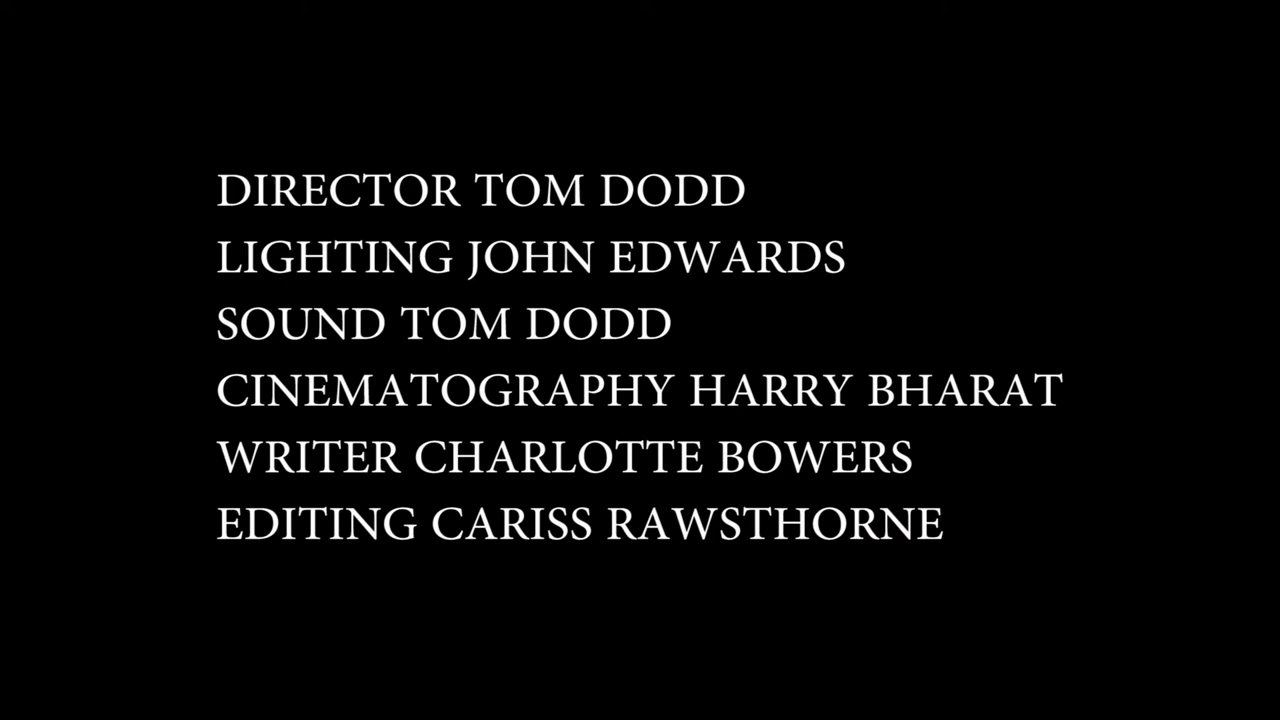 DIRECTOR TOM DODD
LIGHTING JOHN EDWARDS
SOUND TOM DODD
CINEMATOGRAPHY HARRY BHARAT
WRITER CHARLOTTE BOWERS
EDITING CARISS RAWSTHORNE